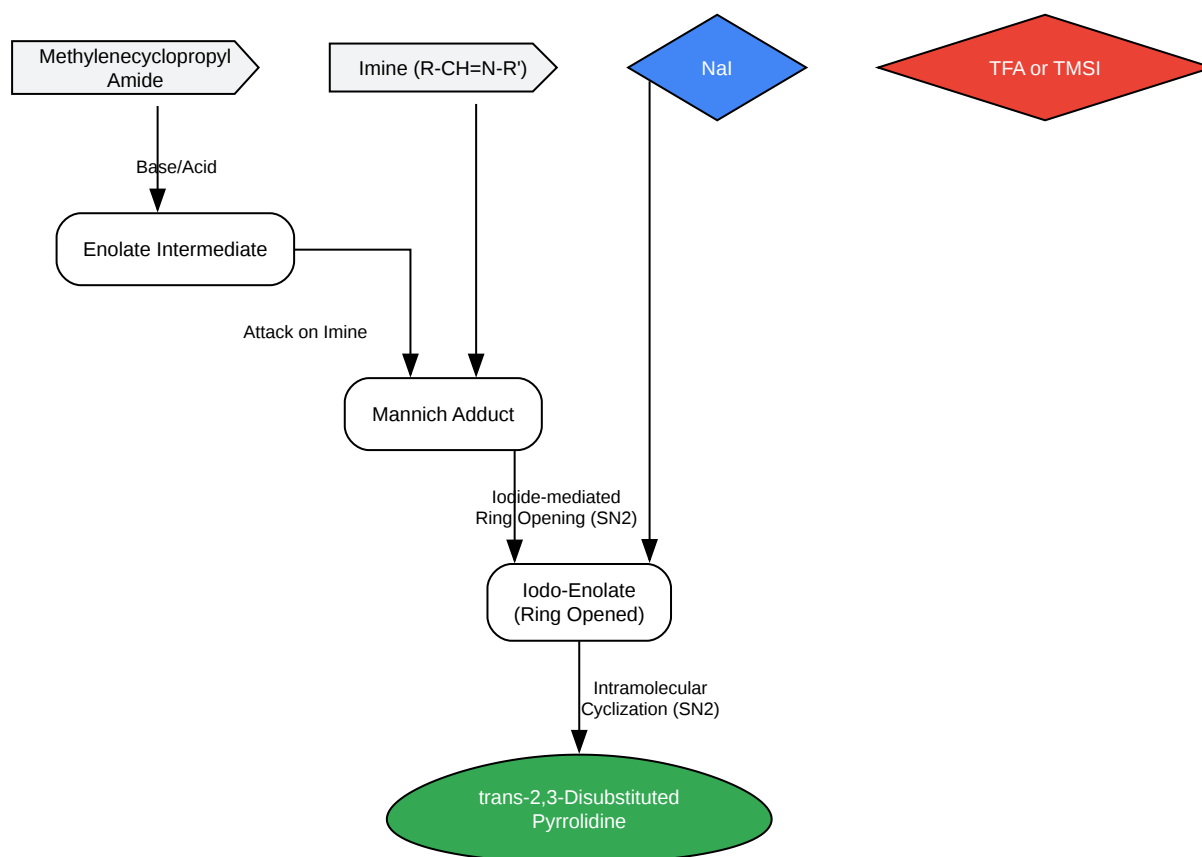 Methylenecyclopropyl
Amide
Imine (R-CH=N-R')
NaI
TFA or TMSI
Base/Acid
Enolate Intermediate
Attack on Imine
Mannich Adduct
Iodide-mediated
Ring Opening (SN2)
Iodo-Enolate
(Ring Opened)
Intramolecular
Cyclization (SN2)
trans-2,3-Disubstituted
Pyrrolidine